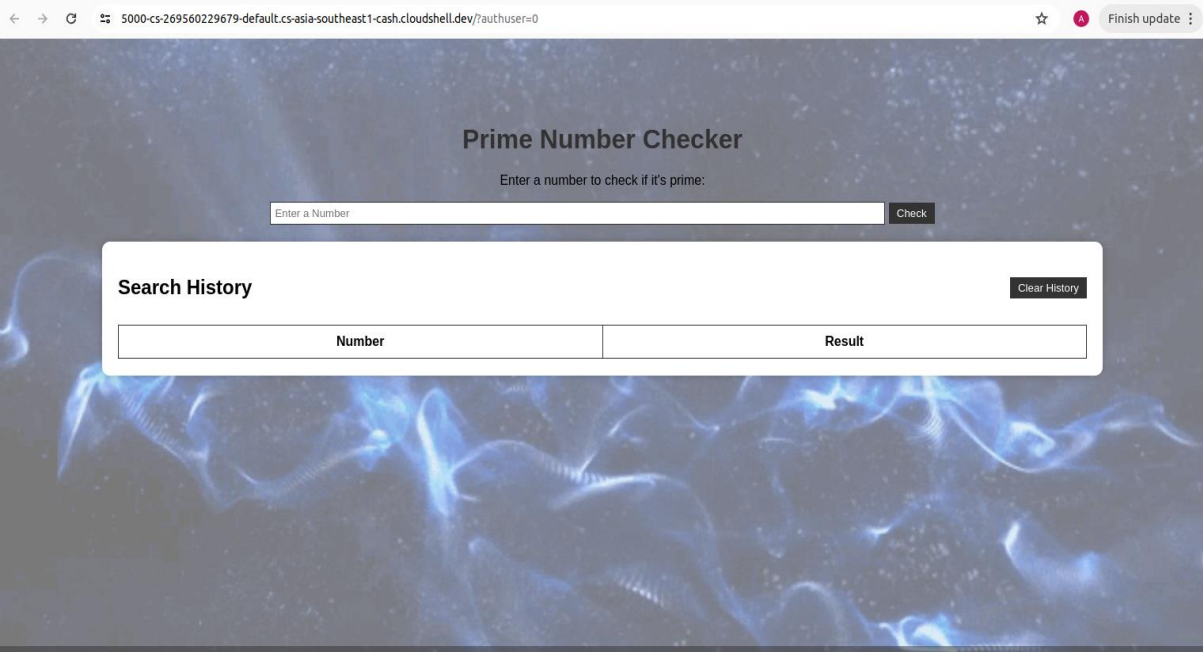 5000-cs-269560229679-default.cs-asia-southeast1-cash.cloudshell.dev/?authuser=0
A
Finish update
Prime Number Checker
Enter a number to check if it's prime:
Enter a Number
Check
Search History
Clear History
Number Result